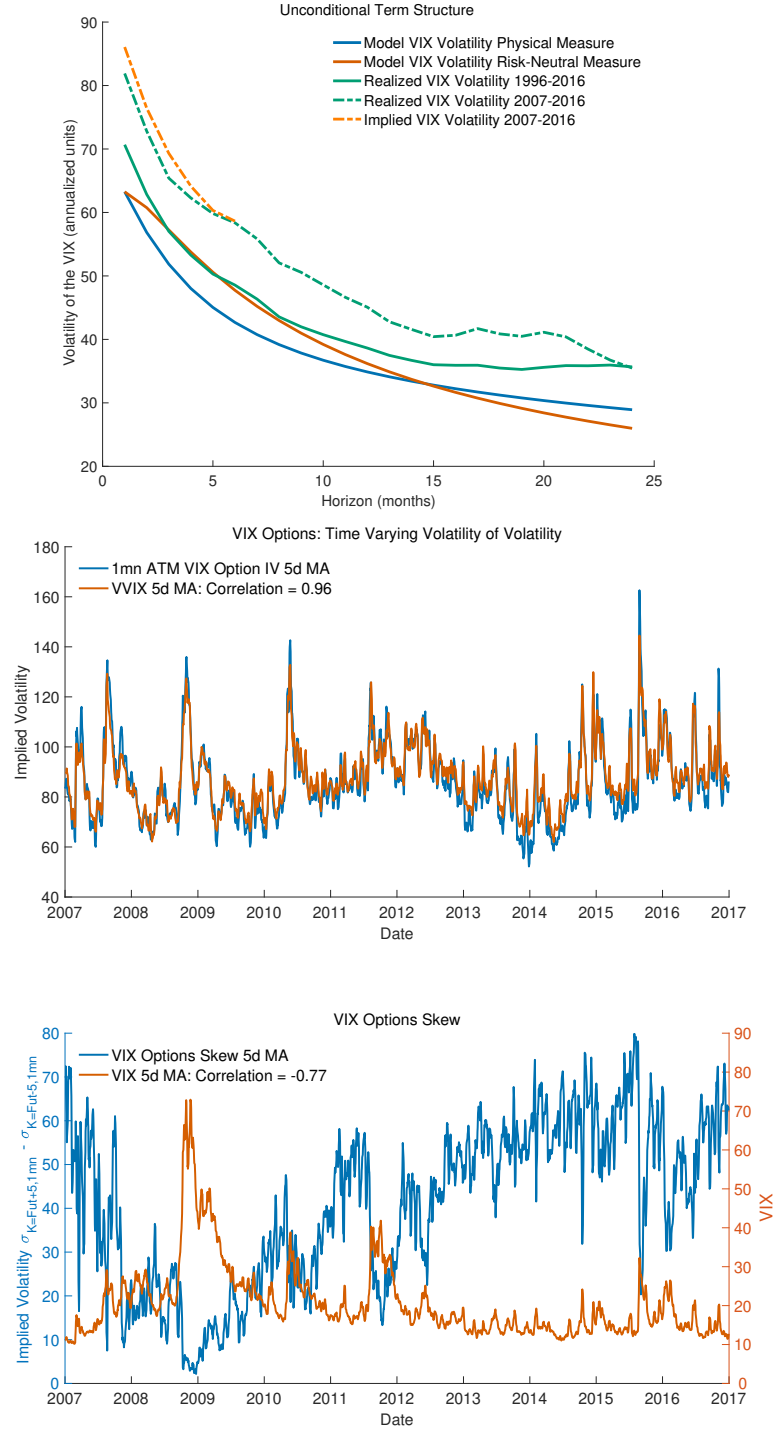 Unconditional Term Structure
90
80
70
60
50
40
30
20
Volatility of the VIX (annualized units)
Model VIX Volatility Physical Measure
Model VIX Volatility Risk-Neutral Measure
Realized VIX Volatility 1996-2016
Realized VIX Volatility 2007-2016
Implied VIX Volatility 2007-2016
0 5 10 15 20 25
Horizon (months)
VIX Options: Time Varying Volatility of Volatility
180
160
140
120
100
80
60
40
Implied Volatility
1mn ATM VIX Option IV 5d MA
VVIX 5d MA: Correlation = 0.96
2007 2008 2009 2010 2011 2012 2013 2014 2015 2016 2017
Date
VIX Options Skew
80
70
60
50
40
30
20
10
0
Implied Volatility σK=Fut+5,1mn - σK=Fut-5,1mn
VIX Options Skew 5d MA
VIX 5d MA: Correlation = -0.77
90
80
70
60
50
40
30
20
10
0
VIX
2007 2008 2009 2010 2011 2012 2013 2014 2015 2016 2017
Date